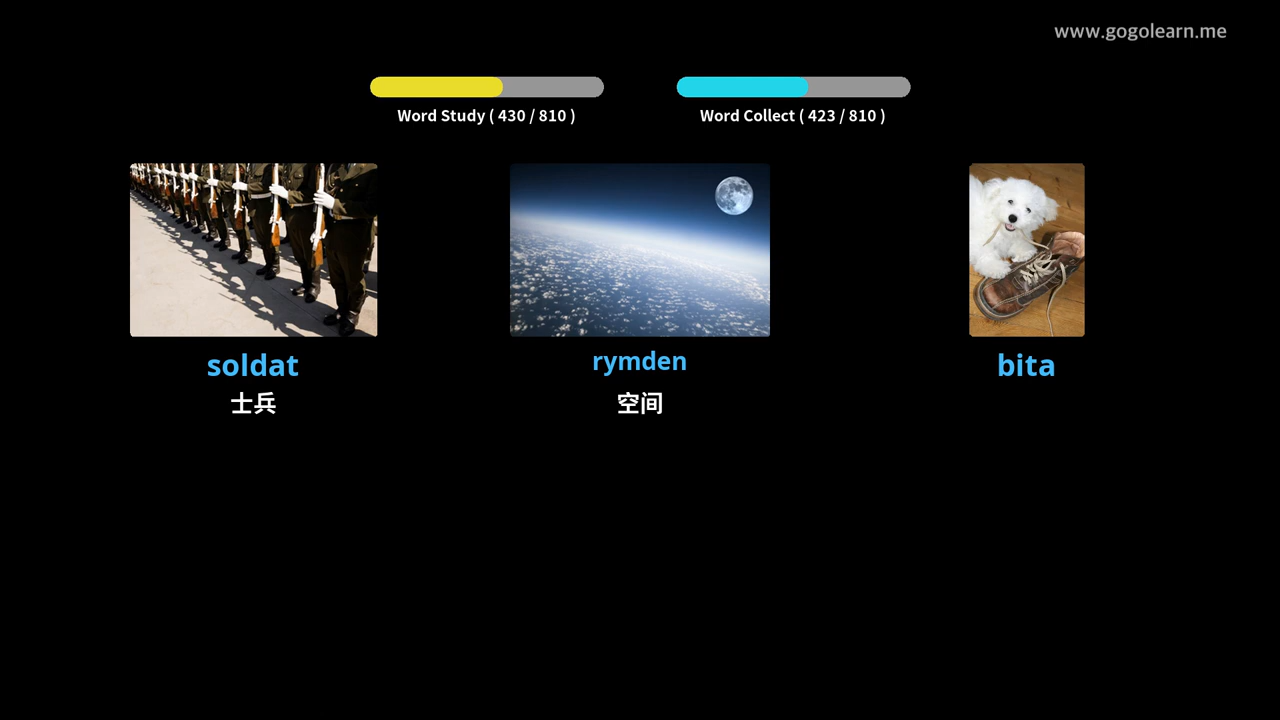 www.gogolearn.me
Word Study ( 430 / 810 )
Word Collect ( 423 / 810 )
soldat
士兵
rymden
空间
bita